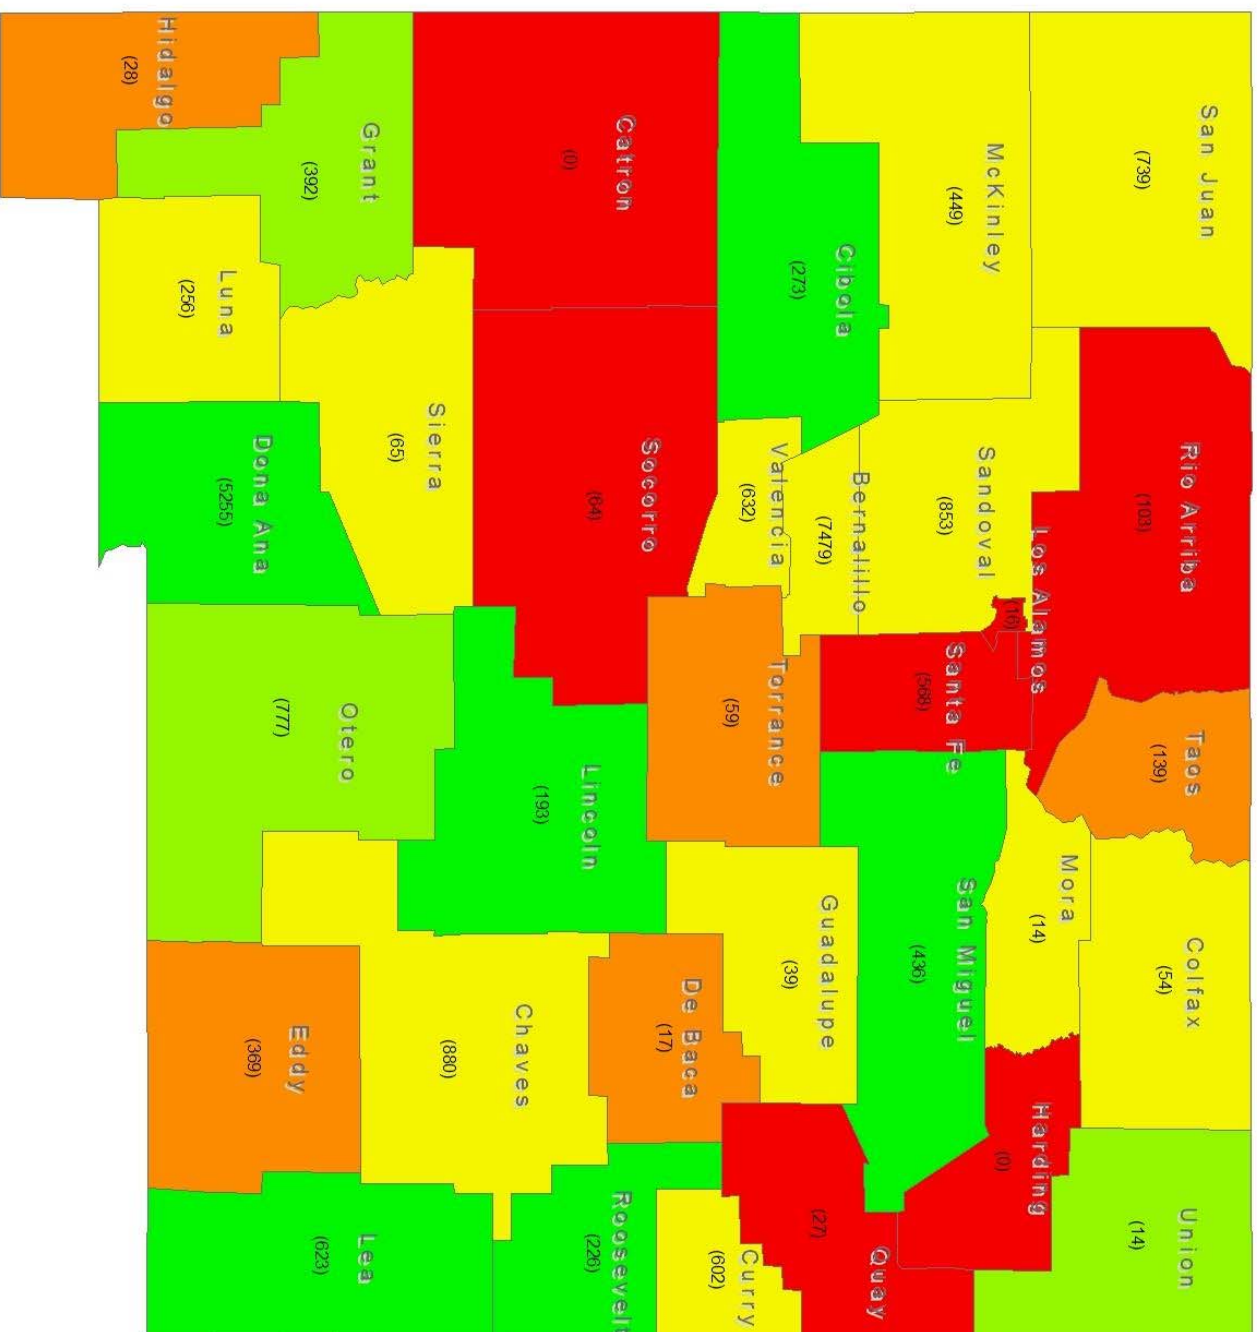 San Juan
(739)
Rio Arriba
(103)
Taos
(139)
Colfax
(54)
Union
(14)
McKinley
(449)
Sandoval
(853)
Los Alamos
(16)
Santa Fe
(568)
Mora
(14)
Harding
(0)
San Miguel
(436)
Cibola
(273)
Bernalillo
(7479)
Valencia
(632)
Torrance
(59)
Guadalupe
(39)
Quay
(27)
Curry
(602)
De Baca
(17)
Roosevelt
(226)
Catron
(0)
Socorro
(64)
Lincoln
(193)
Chaves
(880)
Grant
(392)
Sierra
(65)
Otero
(777)
Eddy
(369)
Lea
(623)
Hidalgo
(28)
Luna
(256)
Dona Ana
(5255)